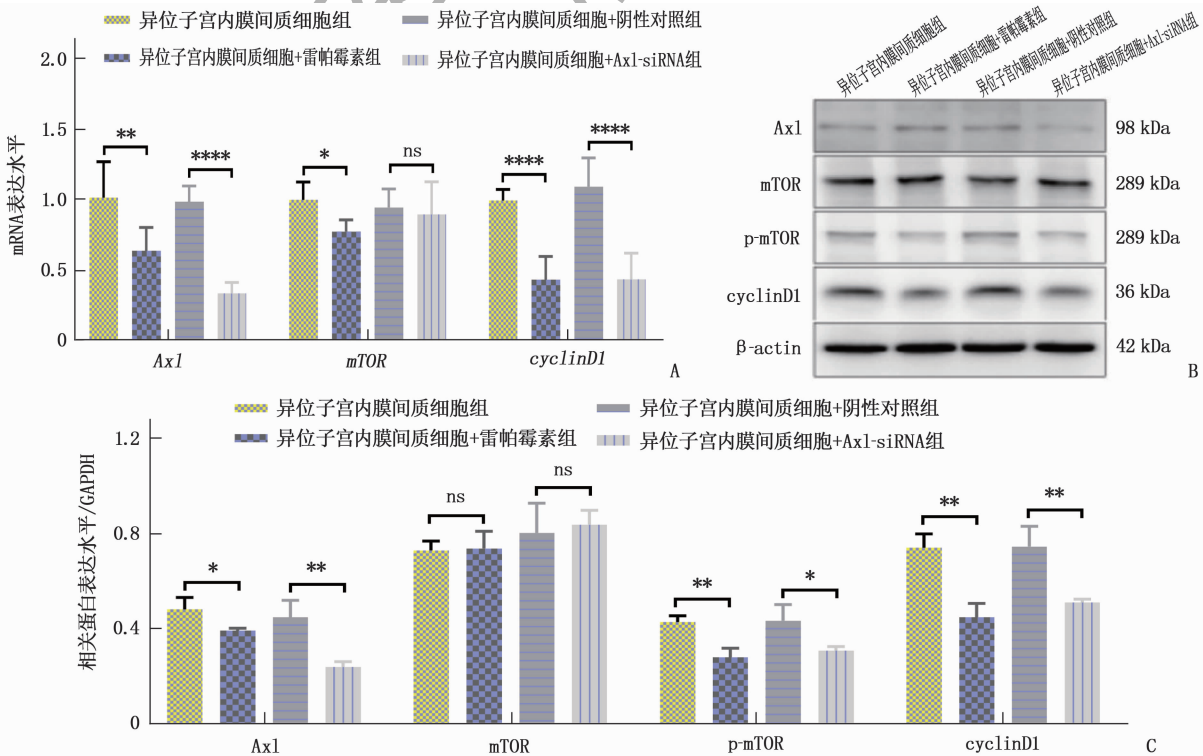 异位子宫内膜间质细胞组 异位子宫内膜间质细胞+阴性对照组
异位子宫内膜间质细胞+雷帕霉素组 异位子宫内膜间质细胞+Axl-siRNA组
mRNA表达水平
2.0
1.5
1.0
0.5
0
** **** * ns **** ****
Axl mTOR cyclinD1
A
异位子宫内膜间质细胞组
异位子宫内膜间质细胞+雷帕霉素组
异位子宫内膜间质细胞+阴性对照组
异位子宫内膜间质细胞+Axl-siRNA组
Axl 98 kDa
mTOR 289 kDa
p-mTOR 289 kDa
cyclinD1 36 kDa
β-actin 42 kDa
B
异位子宫内膜间质细胞组 异位子宫内膜间质细胞+阴性对照组
异位子宫内膜间质细胞+雷帕霉素组 异位子宫内膜间质细胞+Axl-siRNA组
相关蛋白表达水平/GAPDH
1.2
0.8
0.4
0
* ** ns ns ** * ** **
Axl mTOR p-mTOR cyclinD1
C